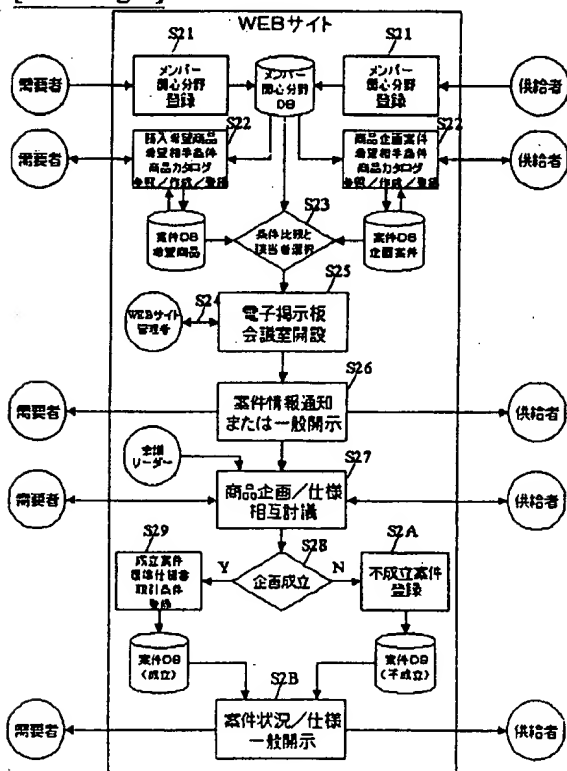 WEBサイト
S21
S21
需要者
メンバー
関心分野
登録
メンバー
関心分野
DB
メンバー
関心分野
登録
供給者
S22
S22
需要者
購入希望商品
希望相手条件
商品カタログ
参照/作成/登録
商品企画案件
希望相手条件
商品カタログ
参照/作成/登録
供給者
S23
案件DB
希望商品
条件比較と
該当者選択
案件DB
企画案件
S25
WEBサイト
管理者
S24
電子掲示板
会議室開設
S26
需要者
案件情報通知
または一般開示
供給者
会議
リーダー
S27
需要者
商品企画/仕様
相互討議
供給者
S29
S28
S2A
成立案件
標準仕様書
取引条件
登録
Y
企画成立
N
不成立案件
登録
案件DB
(成立)
案件DB
(不成立)
S2B
需要者
案件状況/仕様
一般開示
供給者